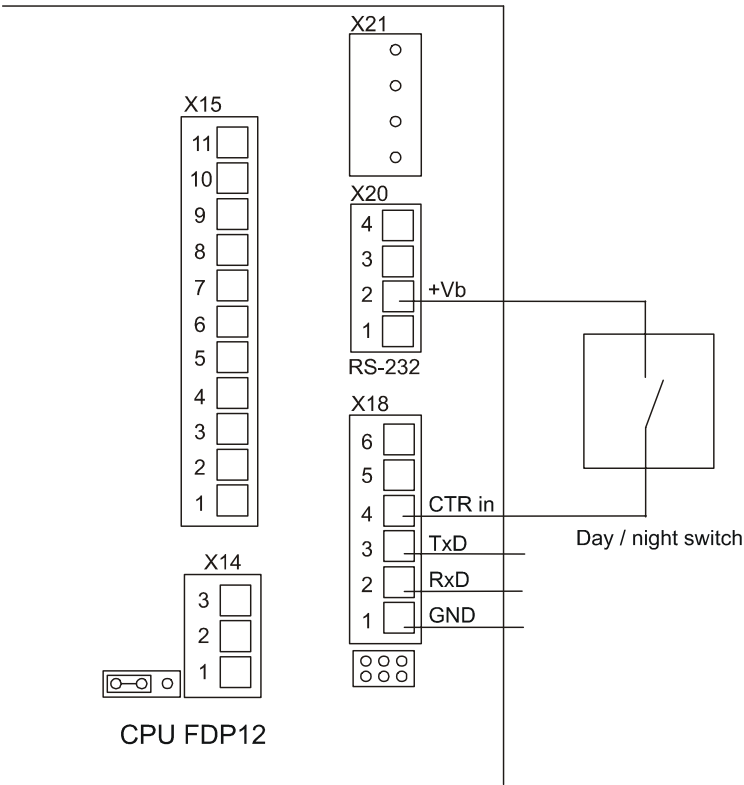 X21
X15
11
10
9
8
7
6
5
4
3
2
1
X20
4
3
2 +Vb
1
RS-232
X18
6
5
4 CTR in
3 TxD
2 RxD
1 GND
Day / night switch
X14
3
2
1
CPU FDP12